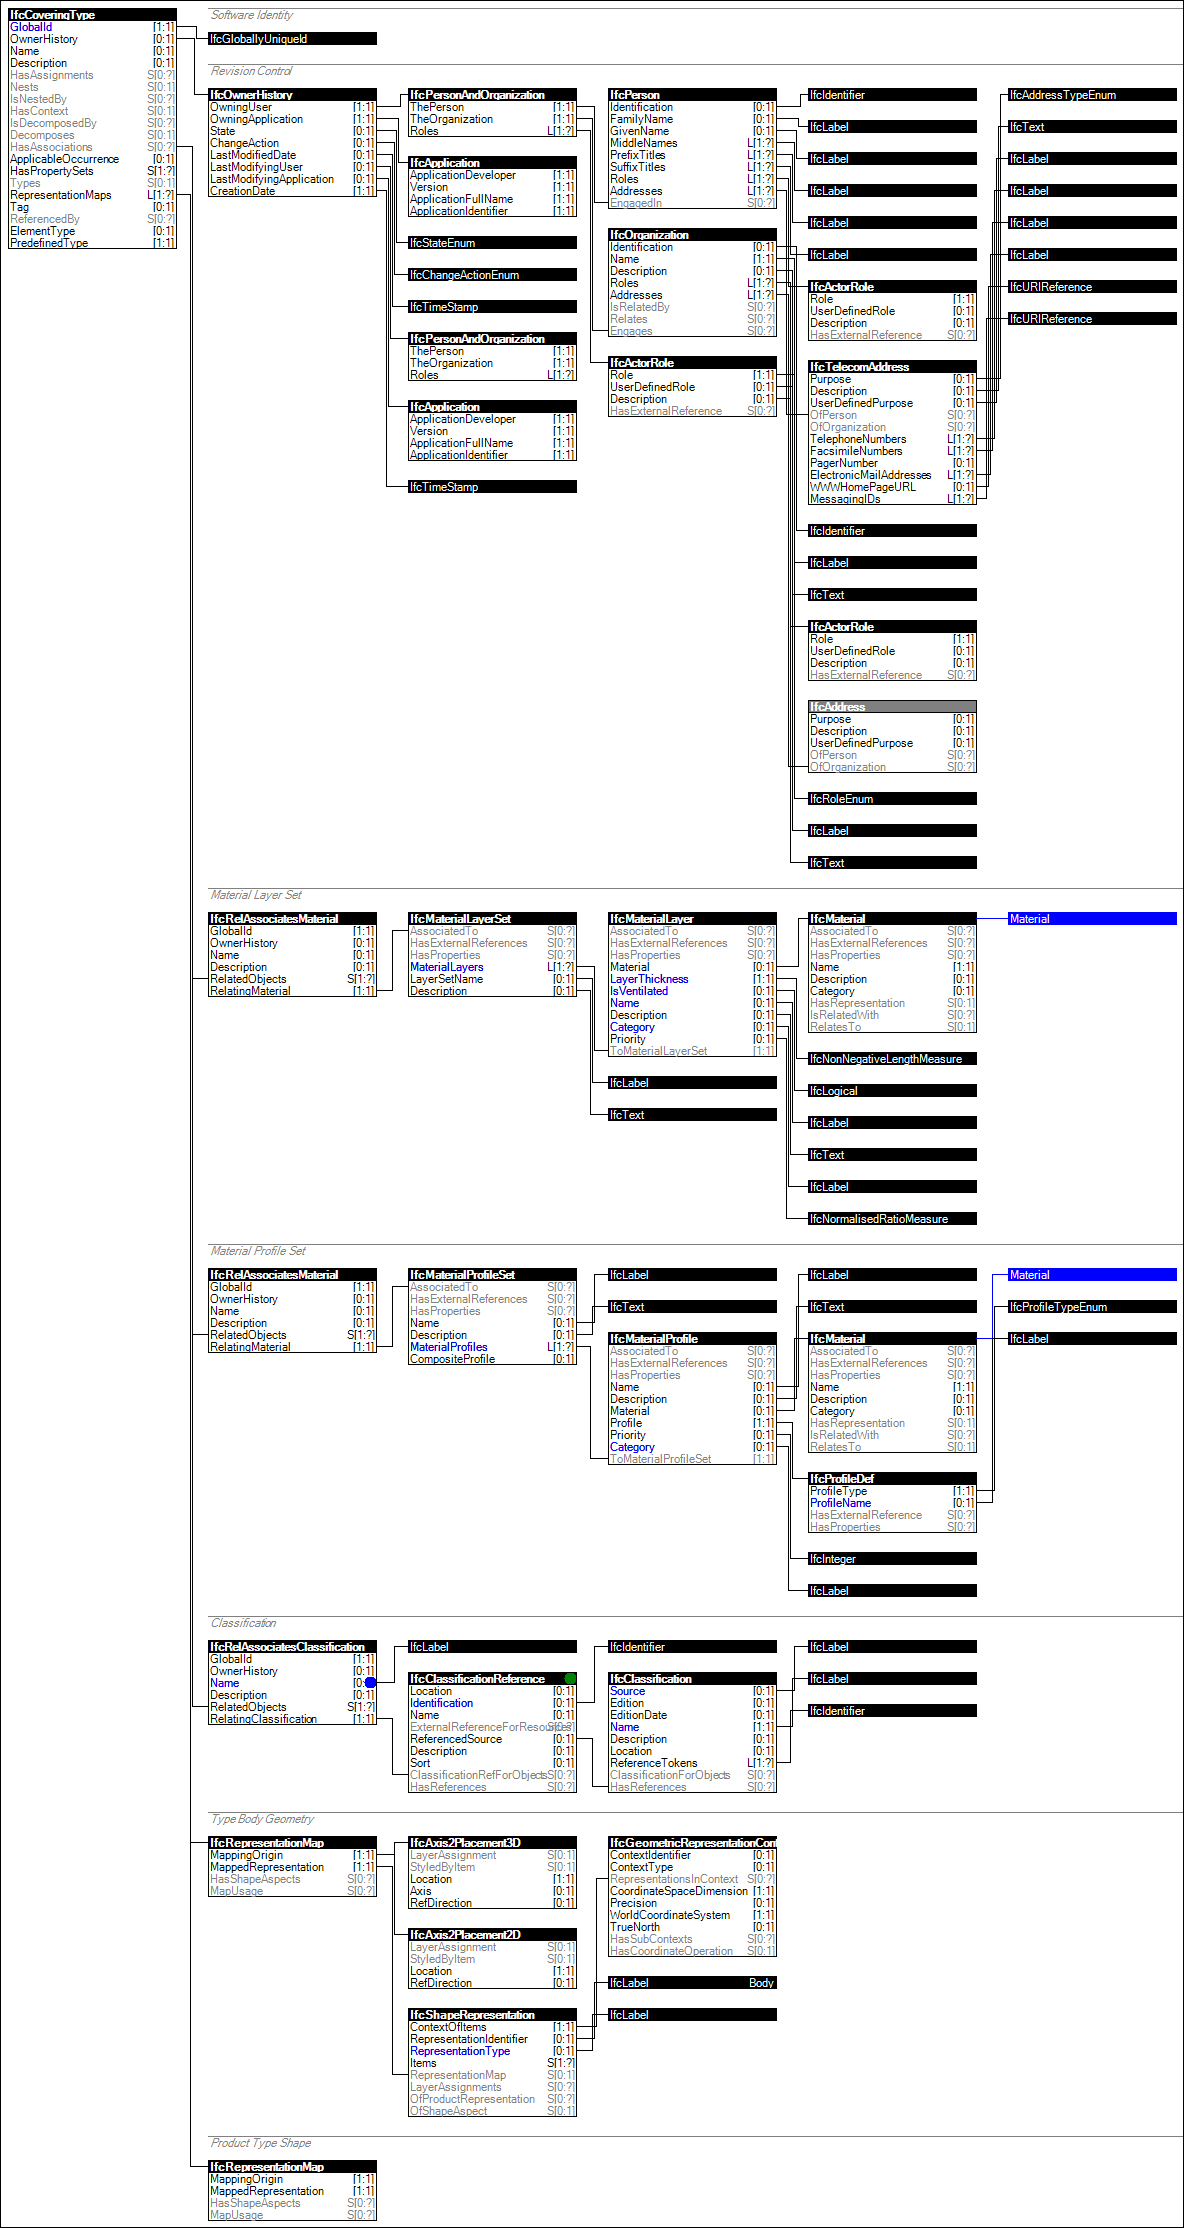 IfcCoveringType
GlobalId [1:1]
OwnerHistory [0:1]
Name [0:1]
Description [0:1]
HasAssignments S[0:?]
Nests S[0:1]
IsNestedBy S[0:?]
HasContext S[0:1]
IsDecomposedBy S[0:?]
Decomposes S[0:1]
HasAssociations S[0:?]
ApplicableOccurrence [0:1]
HasPropertySets S[1:?]
Types S[0:1]
RepresentationMaps L[1:?]
Tag [0:1]
ReferencedBy S[0:?]
ElementType [0:1]
PredefinedType [1:1]
Software Identity
IfcGloballyUniqueId
Revision Control
IfcOwnerHistory
OwningUser [1:1]
OwningApplication [1:1]
State [0:1]
ChangeAction [0:1]
LastModifiedDate [0:1]
LastModifyingUser [0:1]
LastModifyingApplication [0:1]
CreationDate [1:1]
IfcPersonAndOrganization
ThePerson [1:1]
TheOrganization [1:1]
Roles L[1:?]
IfcApplication
ApplicationDeveloper [1:1]
Version [1:1]
ApplicationFullName [1:1]
ApplicationIdentifier [1:1]
IfcStateEnum
IfcChangeActionEnum
IfcTimeStamp
IfcPersonAndOrganization
ThePerson [1:1]
TheOrganization [1:1]
Roles L[1:?]
IfcApplication
ApplicationDeveloper [1:1]
Version [1:1]
ApplicationFullName [1:1]
ApplicationIdentifier [1:1]
IfcTimeStamp
IfcPerson
Identification [0:1]
FamilyName [0:1]
GivenName [0:1]
MiddleNames L[1:?]
PrefixTitles L[1:?]
SuffixTitles L[1:?]
Roles L[1:?]
Addresses L[1:?]
EngagedIn S[0:?]
IfcOrganization
Identification [0:1]
Name [1:1]
Description [0:1]
Roles L[1:?]
Addresses L[1:?]
IsRelatedBy S[0:?]
Relates S[0:?]
Engages S[0:?]
IfcActorRole
Role [1:1]
UserDefinedRole [0:1]
Description [0:1]
HasExternalReference S[0:?]
IfcIdentifier
IfcLabel
IfcLabel
IfcLabel
IfcLabel
IfcLabel
IfcActorRole
Role [1:1]
UserDefinedRole [0:1]
Description [0:1]
HasExternalReference S[0:?]
IfcTelecomAddress
Purpose [0:1]
Description [0:1]
UserDefinedPurpose [0:1]
OfPerson S[0:?]
OfOrganization S[0:?]
TelephoneNumbers L[1:?]
FacsimileNumbers L[1:?]
PagerNumber [0:1]
ElectronicMailAddresses L[1:?]
WWWHomePageURL [0:1]
MessagingIDs L[1:?]
IfcIdentifier
IfcLabel
IfcText
IfcActorRole
Role [1:1]
UserDefinedRole [0:1]
Description [0:1]
HasExternalReference S[0:?]
IfcAddress
Purpose [0:1]
Description [0:1]
UserDefinedPurpose [0:1]
OfPerson S[0:?]
OfOrganization S[0:?]
IfcRoleEnum
IfcLabel
IfcText
IfcAddressTypeEnum
IfcText
IfcLabel
IfcLabel
IfcLabel
IfcLabel
IfcURIReference
IfcURIReference
Material Layer Set
IfcRelAssociatesMaterial
GlobalId [1:1]
OwnerHistory [0:1]
Name [0:1]
Description [0:1]
RelatedObjects S[1:?]
RelatingMaterial [1:1]
IfcMaterialLayerSet
AssociatedTo S[0:?]
HasExternalReferences S[0:?]
HasProperties S[0:?]
MaterialLayers L[1:?]
LayerSetName [0:1]
Description [0:1]
IfcMaterialLayer
AssociatedTo S[0:?]
HasExternalReferences S[0:?]
HasProperties S[0:?]
Material [0:1]
LayerThickness [1:1]
IsVentilated [0:1]
Name [0:1]
Description [0:1]
Category [0:1]
Priority [0:1]
ToMaterialLayerSet [1:1]
IfcLabel
IfcText
IfcMaterial
AssociatedTo S[0:?]
HasExternalReferences S[0:?]
HasProperties S[0:?]
Name [1:1]
Description [0:1]
Category [0:1]
HasRepresentation S[0:1]
IsRelatedWith S[0:?]
RelatesTo S[0:1]
IfcNonNegativeLengthMeasure
IfcLogical
IfcLabel
IfcText
IfcLabel
IfcNormalisedRatioMeasure
Material
Material Profile Set
IfcRelAssociatesMaterial
GlobalId [1:1]
OwnerHistory [0:1]
Name [0:1]
Description [0:1]
RelatedObjects S[1:?]
RelatingMaterial [1:1]
IfcMaterialProfileSet
AssociatedTo S[0:?]
HasExternalReferences S[0:?]
HasProperties S[0:?]
Name [0:1]
Description [0:1]
MaterialProfiles L[1:?]
CompositeProfile [0:1]
IfcLabel
IfcText
IfcMaterialProfile
AssociatedTo S[0:?]
HasExternalReferences S[0:?]
HasProperties S[0:?]
Name [0:1]
Description [0:1]
Material [0:1]
Profile [1:1]
Priority [0:1]
Category [0:1]
ToMaterialProfileSet [1:1]
IfcLabel
IfcText
IfcMaterial
AssociatedTo S[0:?]
HasExternalReferences S[0:?]
HasProperties S[0:?]
Name [1:1]
Description [0:1]
Category [0:1]
HasRepresentation S[0:1]
IsRelatedWith S[0:?]
RelatesTo S[0:1]
IfcProfileDef
ProfileType [1:1]
ProfileName [0:1]
HasExternalReference S[0:?]
HasProperties S[0:?]
IfcInteger
IfcLabel
Material
IfcProfileTypeEnum
IfcLabel
Classification
IfcRelAssociatesClassification
GlobalId [1:1]
OwnerHistory [0:1]
Name [0:
Description [0:1]
RelatedObjects S[1:?]
RelatingClassification [1:1]
IfcLabel
IfcClassificationReference
Location [0:1]
Identification [0:1]
Name [0:1]
ExternalReferenceForResources S[0:?]
ReferencedSource [0:1]
Description [0:1]
Sort [0:1]
ClassificationRefForObjects S[0:?]
HasReferences S[0:?]
IfcIdentifier
IfcClassification
Source [0:1]
Edition [0:1]
EditionDate [0:1]
Name [1:1]
Description [0:1]
Location [0:1]
ReferenceTokens L[1:?]
ClassificationForObjects S[0:?]
HasReferences S[0:?]
IfcLabel
IfcLabel
IfcIdentifier
Type Body Geometry
IfcRepresentationMap
MappingOrigin [1:1]
MappedRepresentation [1:1]
HasShapeAspects S[0:?]
MapUsage S[0:?]
IfcAxis2Placement3D
LayerAssignment S[0:1]
StyledByItem S[0:1]
Location [1:1]
Axis [0:1]
RefDirection [0:1]
IfcAxis2Placement2D
LayerAssignment S[0:1]
StyledByItem S[0:1]
Location [1:1]
RefDirection [0:1]
IfcShapeRepresentation
ContextOfItems [1:1]
RepresentationIdentifier [0:1]
RepresentationType [0:1]
Items S[1:?]
RepresentationMap S[0:1]
LayerAssignments S[0:?]
OfProductRepresentation S[0:?]
OfShapeAspect S[0:1]
IfcGeometricRepresentationCont
ContextIdentifier [0:1]
ContextType [0:1]
RepresentationsInContext S[0:?]
CoordinateSpaceDimension [1:1]
Precision [0:1]
WorldCoordinateSystem [1:1]
TrueNorth [0:1]
HasSubContexts S[0:?]
HasCoordinateOperation S[0:1]
IfcLabel Body
IfcLabel
Product Type Shape
IfcRepresentationMap
MappingOrigin [1:1]
MappedRepresentation [1:1]
HasShapeAspects S[0:?]
MapUsage S[0:?]